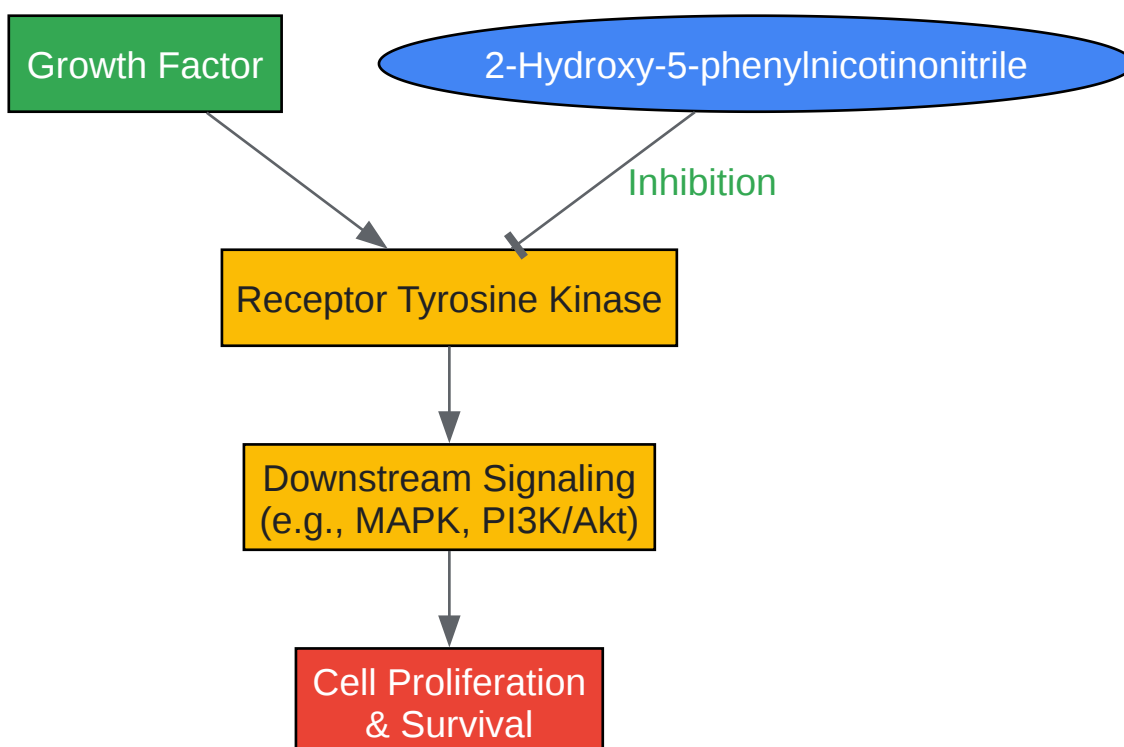 Growth Factor
2-Hydroxy-5-phenylnicotinonitrile
Inhibition
Receptor Tyrosine Kinase
Downstream Signaling
(e.g., MAPK, PI3K/Akt)
Cell Proliferation
& Survival